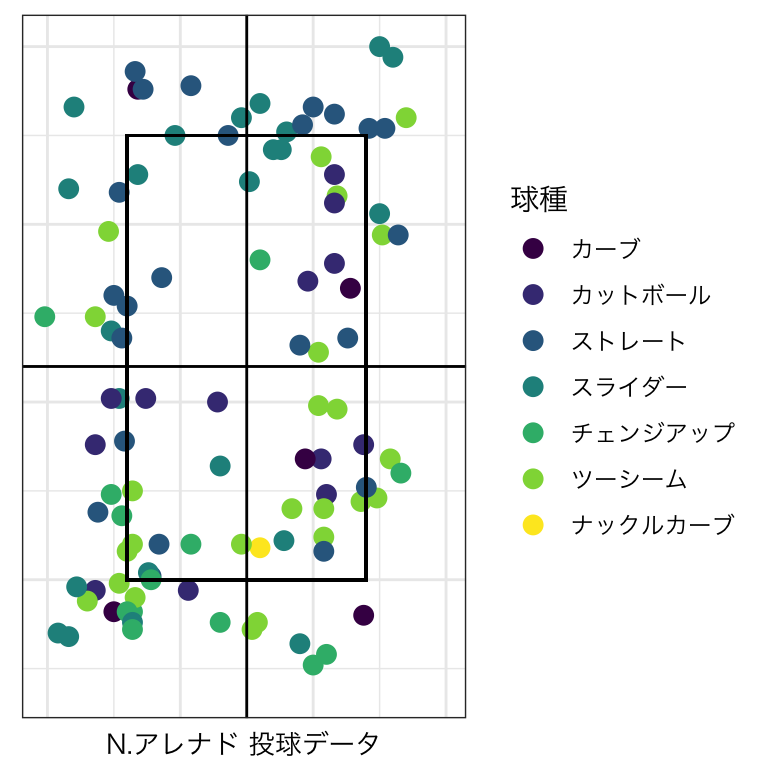 球種
カーブ
カットボール
ストレート
スライダー
チェンジアップ
ツーシーム
ナックルカーブ
N.アレナド 投球データ